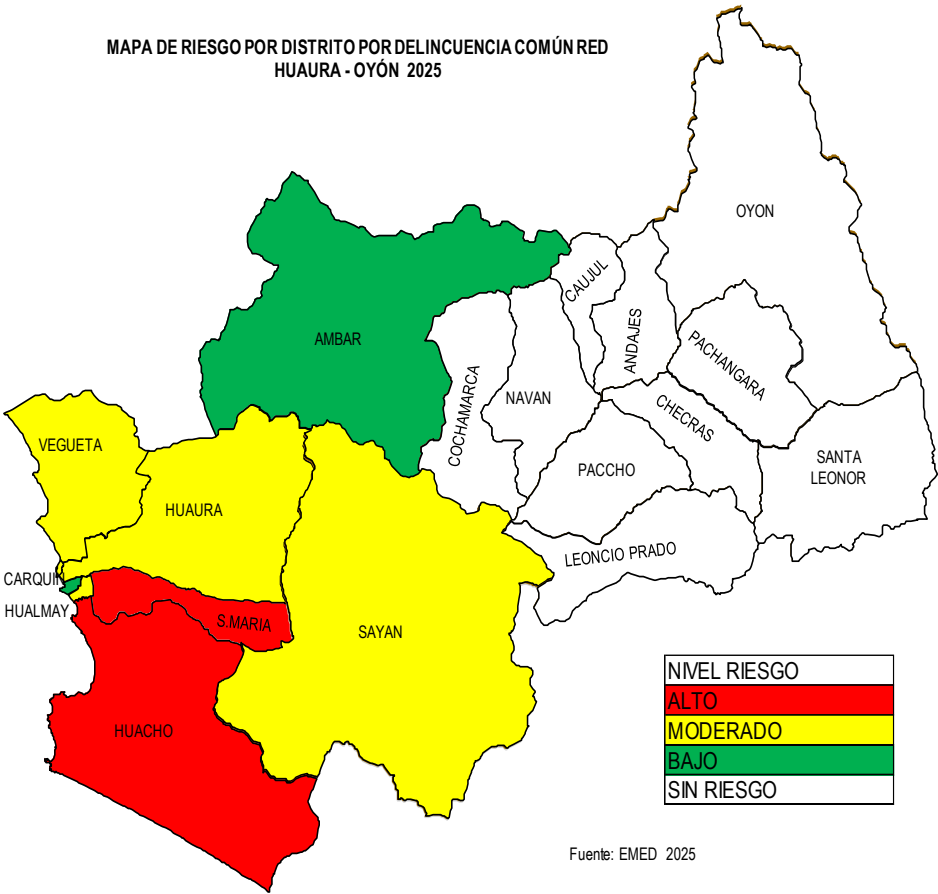 MAPA DE RIESGO POR DISTRITO POR DELINCUENCIA COMÚN RED
HUAURA - OYÓN 2025
OYON
CAUJUL
ANDAJES
AMBAR
PACHANGARA
COCHAMARCA
NAVAN
CHECRAS
VEGUETA
PACCHO
SANTA
LEONOR
HUAURA
LEONCIO PRADO
CARQUIN
HUALMAY
S.MARIA
SAYAN
HUACHO
NIVEL RIESGO
ALTO
MODERADO
BAJO
SIN RIESGO
Fuente: EMED 2025